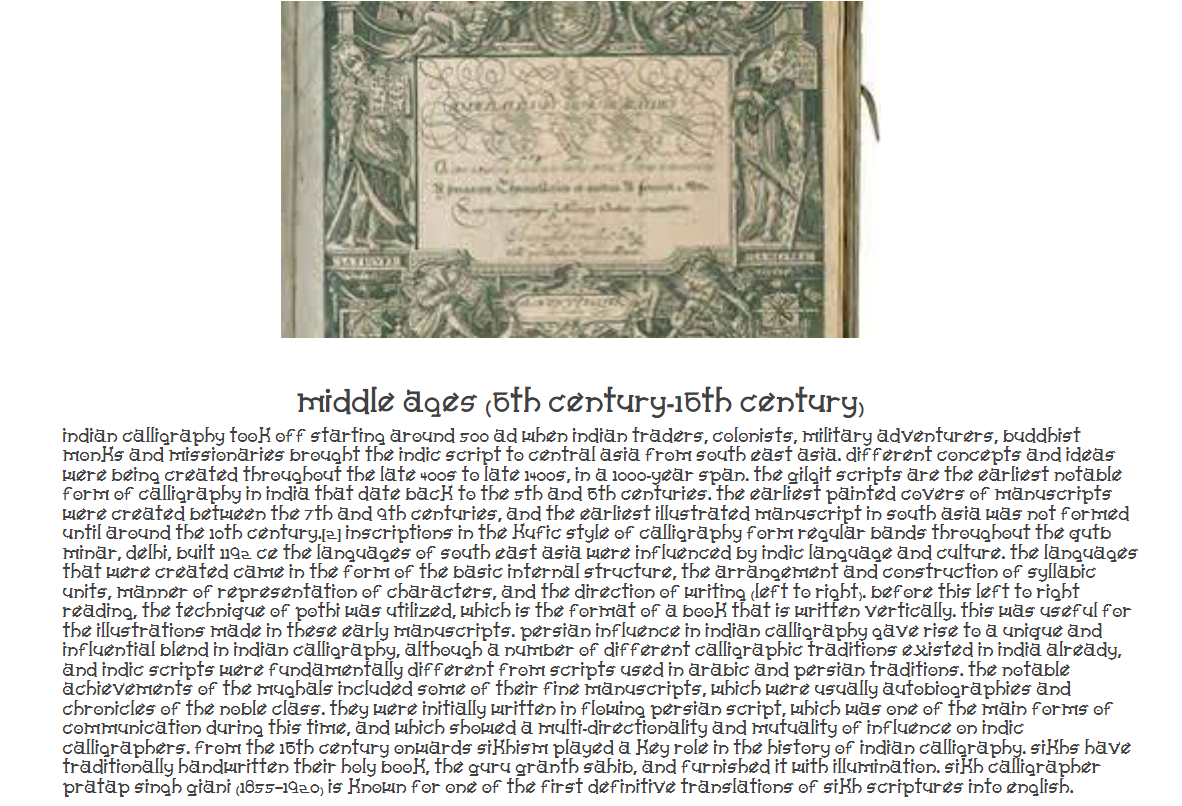 middle ages (6th century-16th century)
indian calligraphy took off starting around 500 ad when indian traders, colonists, military adventurers, buddhist
monks and missionaries brought the indic script to central asia from south east asia. different concepts and ideas
were being created throughout the late 400s to late 1400s, in a 1000-year span. the gilgit scripts are the earliest notable
form of calligraphy in india that date back to the 5th and 6th centuries. the earliest painted covers of manuscripts
were created between the 7th and 9th centuries, and the earliest illustrated manuscript in south asia was not formed
until around the 10th century.[2] inscriptions in the kufic style of calligraphy form regular bands throughout the qutb
minar, delhi, built 1192 ce the languages of south east asia were influenced by indic language and culture. the languages
that were created came in the form of the basic internal structure, the arrangement and construction of syllabic
units, manner of representation of characters, and the direction of writing (left to right). before this left to right
reading, the technique of pothi was utilized, which is the format of a book that is written vertically. this was useful for
the illustrations made in these early manuscripts. persian influence in indian calligraphy gave rise to a unique and
influential blend in indian calligraphy, although a number of different calligraphic traditions existed in india already,
and indic scripts were fundamentally different from scripts used in arabic and persian traditions. the notable
achievements of the mughals included some of their fine manuscripts, which were usually autobiographies and
chronicles of the noble class. they were initially written in flowing persian script, which was one of the main forms of
communication during this time, and which showed a multi-directionality and mutuality of influence on indic
calligraphers. from the 16th century onwards sikhism played a key role in the history of indian calligraphy. sikhs have
traditionally handwritten their holy book, the guru granth sahib, and furnished it with illumination. sikh calligrapher
pratap singh giani (1855–1920) is known for one of the first definitive translations of sikh scriptures into english.